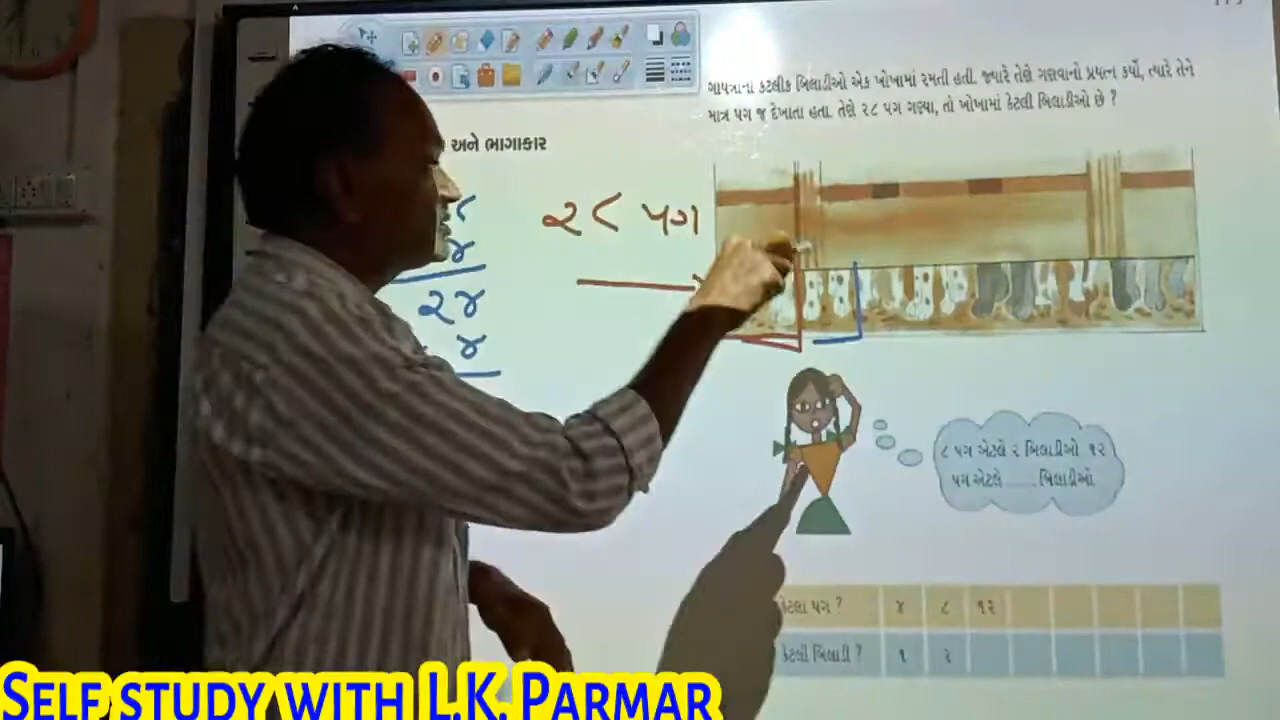 ગાયત્રીની કેટલીક બિલાડીઓ એક ખોખામાં રમતી હતી. જ્યારે તેણે ગણવાનો પ્રયત્ન કર્યો, ત્યારે તેને
માત્ર પગ જ દેખાતા હતા. તેણે ૨૮ પગ ગણ્યા, તો ખોખામાં કેટલી બિલાડીઓ છે ?
અને ભાગાકાર
૨૮ પગ
૪
૨૪
૪
૮ પગ એટલે ૨ બિલાડીઓ ૧૨
પગ એટલે ...... બિલાડીઓ
કેટલા પગ ? ૪ ૮ ૧૨
કેટલી બિલાડી ? ૧ ૨
SELF STUDY WITH L.K. PARMAR